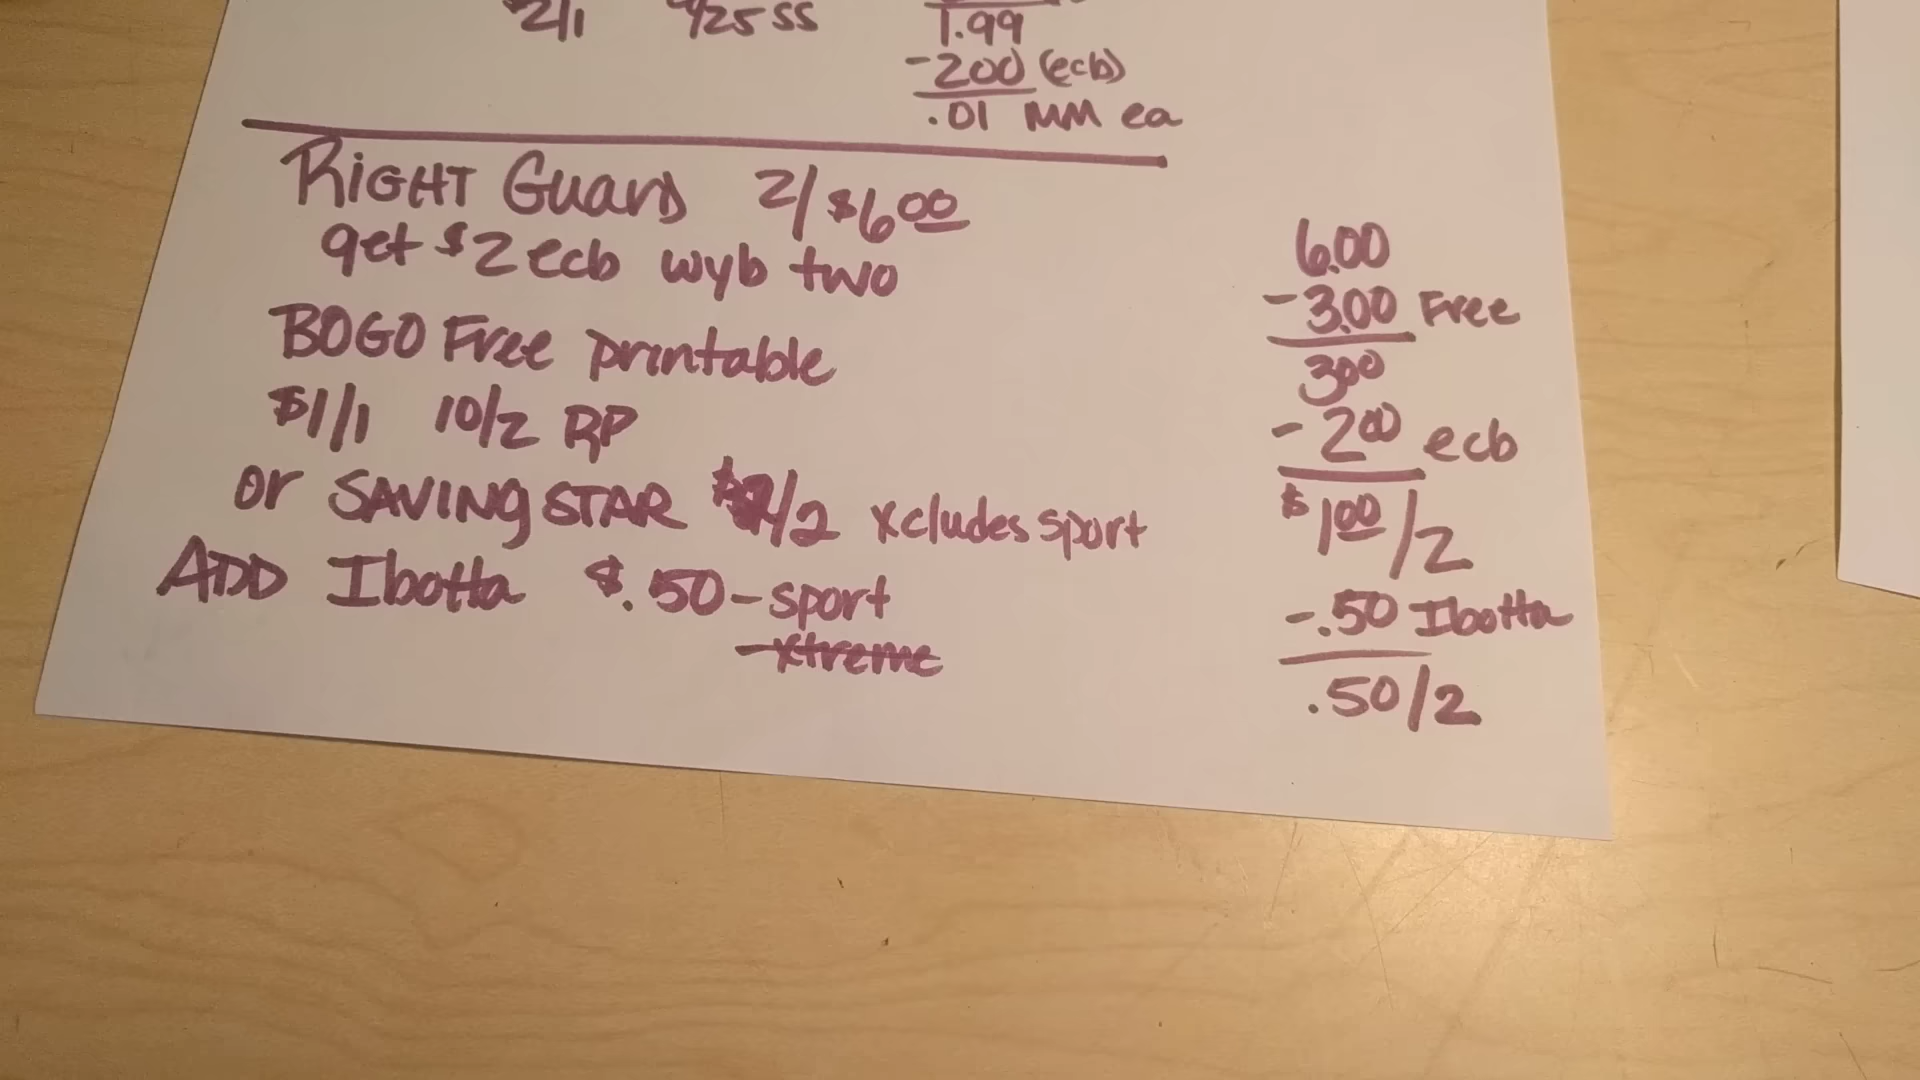 $2/1 9/25 SS 1.99
-2.00 (ecb)
.01 MM ea
RIGHT Guard 2/$6.00
get $2 ecb wyb two
BOGO Free printable
$1/1 10/2 RP
or SAVINGSTAR /2 xcludes sport
ADD Ibotta $.50 - sport
- xtreme
6.00
-3.00 Free
3.00
-2.00 ecb
$1.00/2
-.50 Ibotta
.50/2